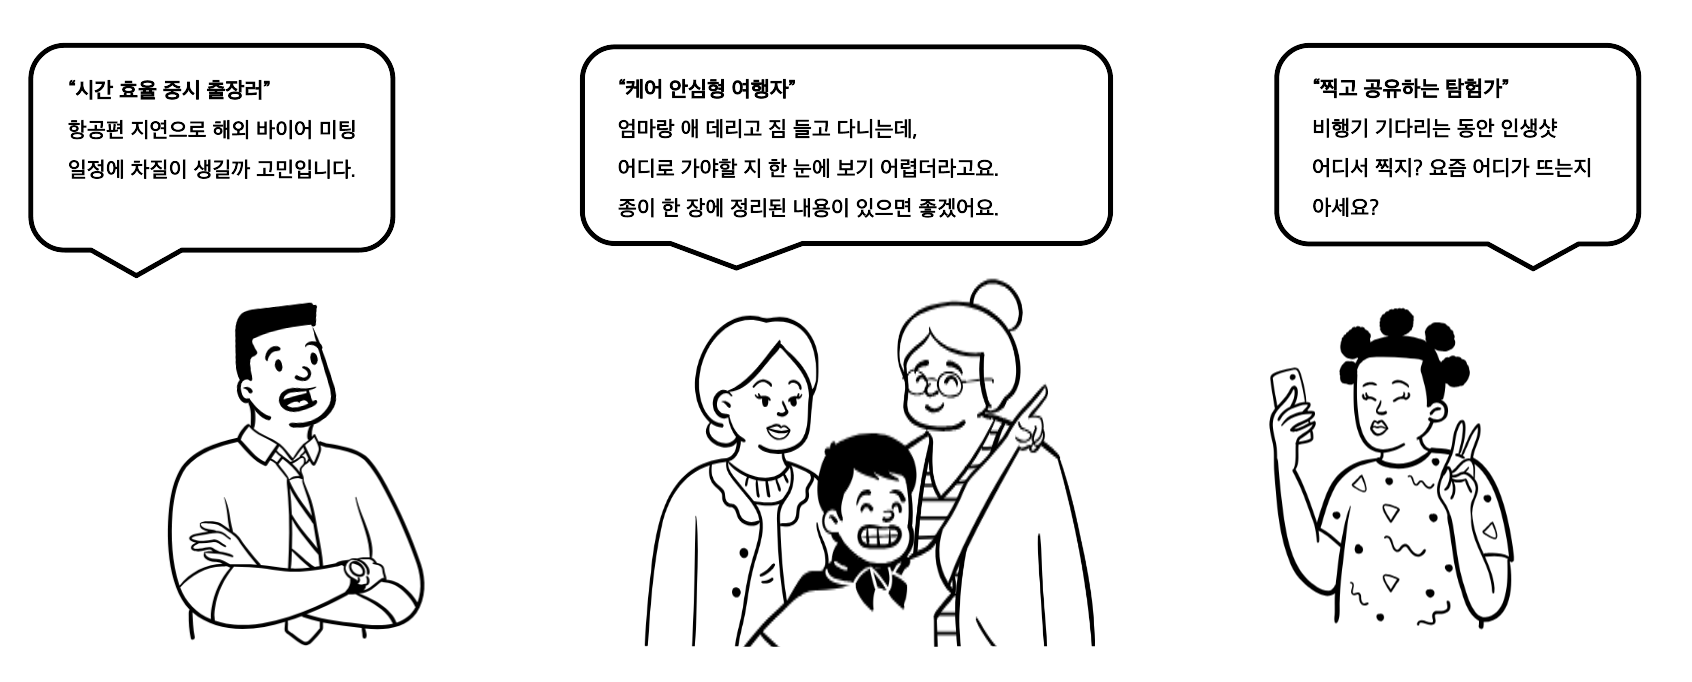 “시간 효율 중시 출장러”
항공편 지연으로 해외 바이어 미팅
일정에 차질이 생길까 고민입니다.
“케어 안심형 여행자”
엄마랑 애 데리고 짐 들고 다니는데,
어디로 가야할 지 한 눈에 보기 어렵더라고요.
종이 한 장에 정리된 내용이 있으면 좋겠어요.
“찍고 공유하는 탐험가”
비행기 기다리는 동안 인생샷
어디서 찍지? 요즘 어디가 뜨는지
아세요?